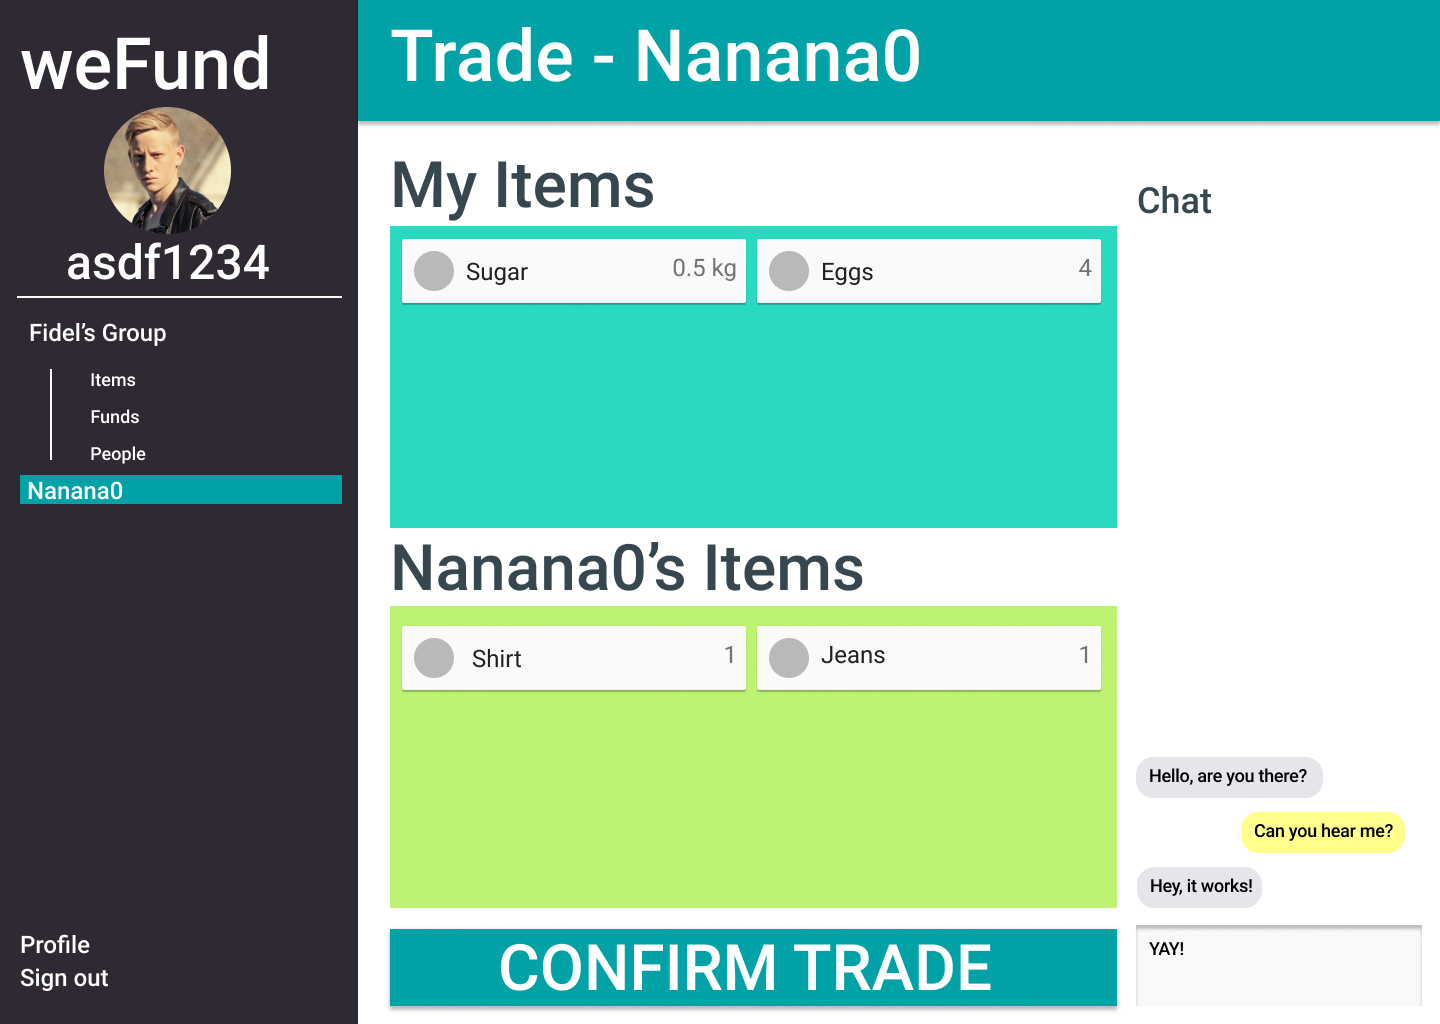 weFund
asdf1234
Fidel’s Group
Items
Funds
People
Nanana0
Profile
Sign out
Trade - Nanana0
My Items
Sugar 0.5 kg
Eggs 4
Nanana0’s Items
Shirt 1
Jeans 1
CONFIRM TRADE
Chat
Hello, are you there?
Can you hear me?
Hey, it works!
YAY!